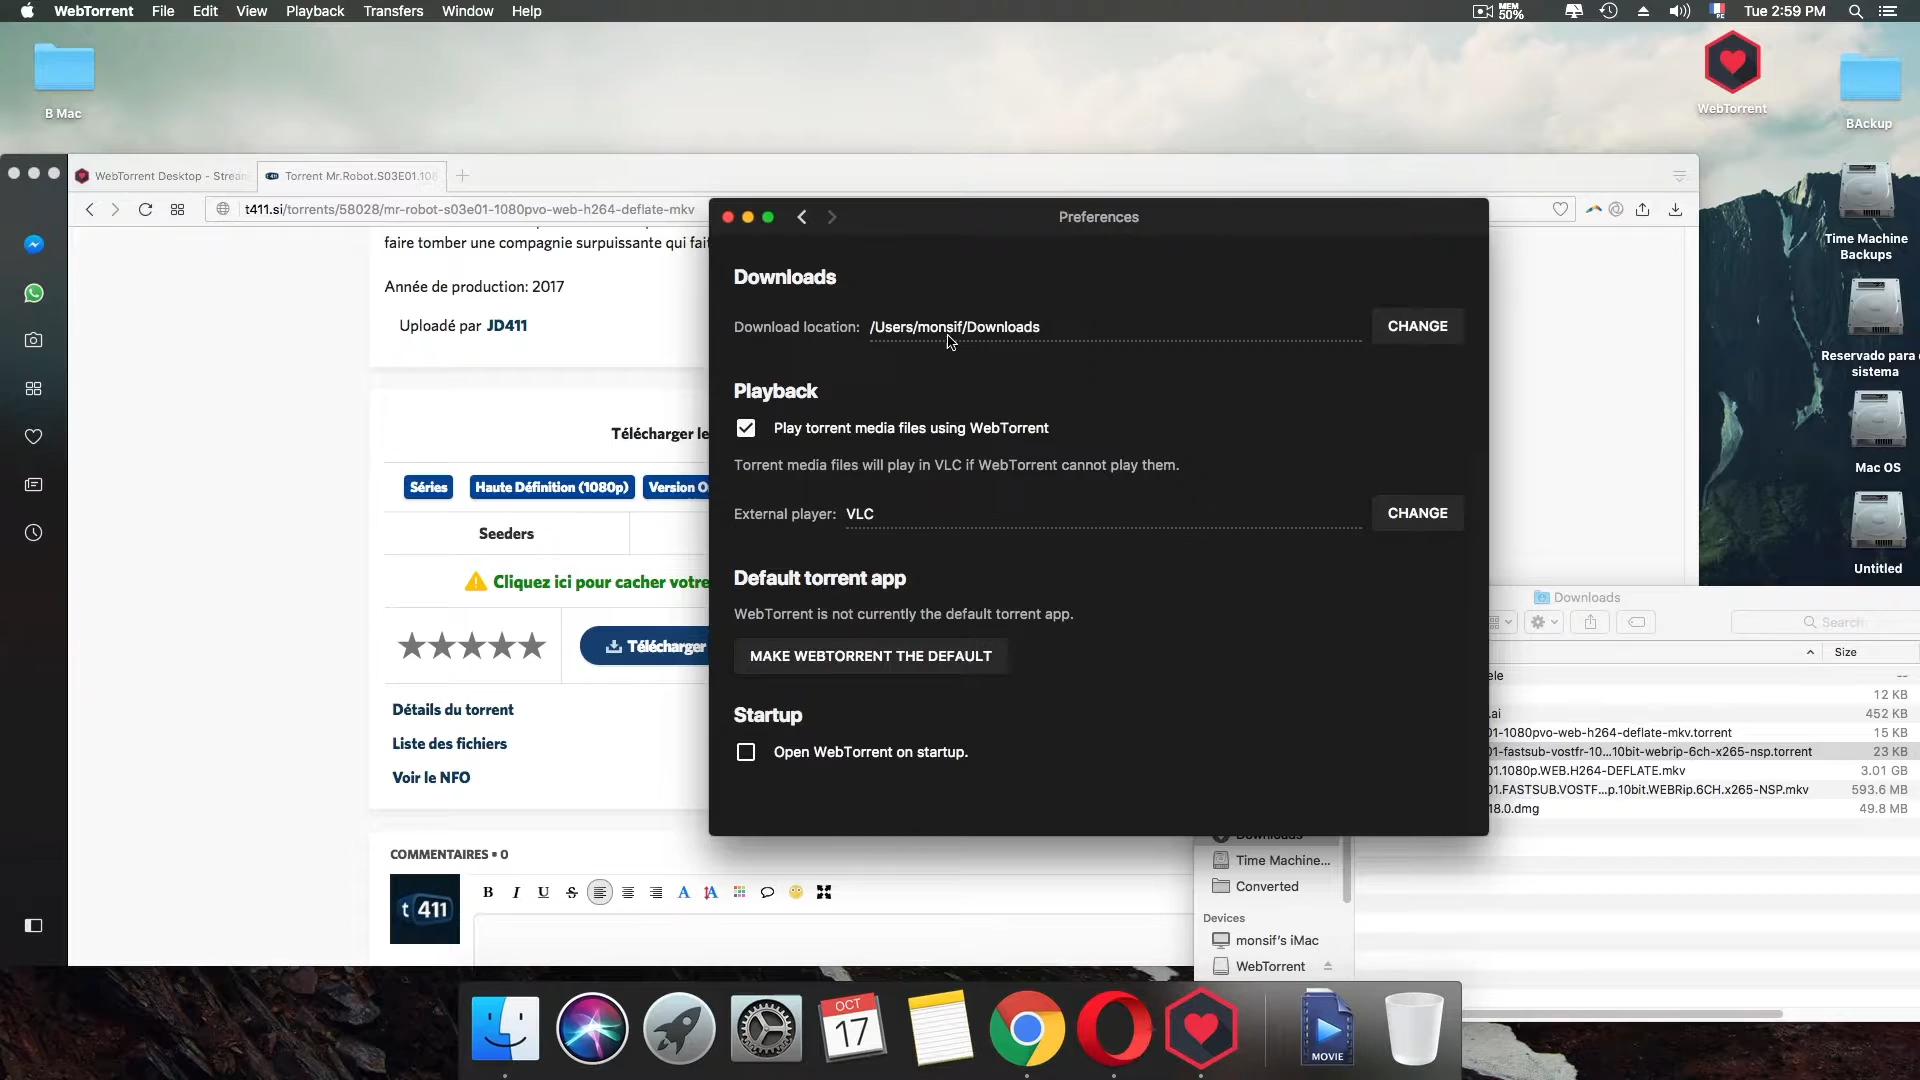 WebTorrent File Edit View Playback Transfers Window Help MEM 50% Tue 2:59 PM
B Mac
WebTorrent
BAckup
Time Machine Backups
Reservado para
sistema
Mac OS
Untitled
WebTorrent Desktop - Strean
Torrent Mr.Robot.S03E01.108
t411.si/torrents/58028/mr-robot-s03e01-1080pvo-web-h264-deflate-mkv
faire tomber une compagnie surpuissante qui fait
Année de production: 2017
Uploadé par JD411
Télécharger le
Séries Haute Définition (1080p) Version O
Seeders
Cliquez ici pour cacher votre
Télécharger
Détails du torrent
Liste des fichiers
Voir le NFO
COMMENTAIRES • 0
t411
B I U S A A
Preferences
Downloads
Download location: /Users/monsif/Downloads CHANGE
Playback
Play torrent media files using WebTorrent
Torrent media files will play in VLC if WebTorrent cannot play them.
External player: VLC CHANGE
Default torrent app
WebTorrent is not currently the default torrent app.
MAKE WEBTORRENT THE DEFAULT
Startup
Open WebTorrent on startup.
Downloads
Search
Size
ele --
12 KB
.ai 452 KB
01-1080pvo-web-h264-deflate-mkv.torrent 15 KB
01-fastsub-vostfr-10...10bit-webrip-6ch-x265-nsp.torrent 23 KB
01.1080p.WEB.H264-DEFLATE.mkv 3.01 GB
01.FASTSUB.VOSTF...p.10bit.WEBRip.6CH.x265-NSP.mkv 593.6 MB
18.0.dmg 49.8 MB
Downloads
Time Machine...
Converted
Devices
monsif's iMac
WebTorrent
OCT
17
MOVIE